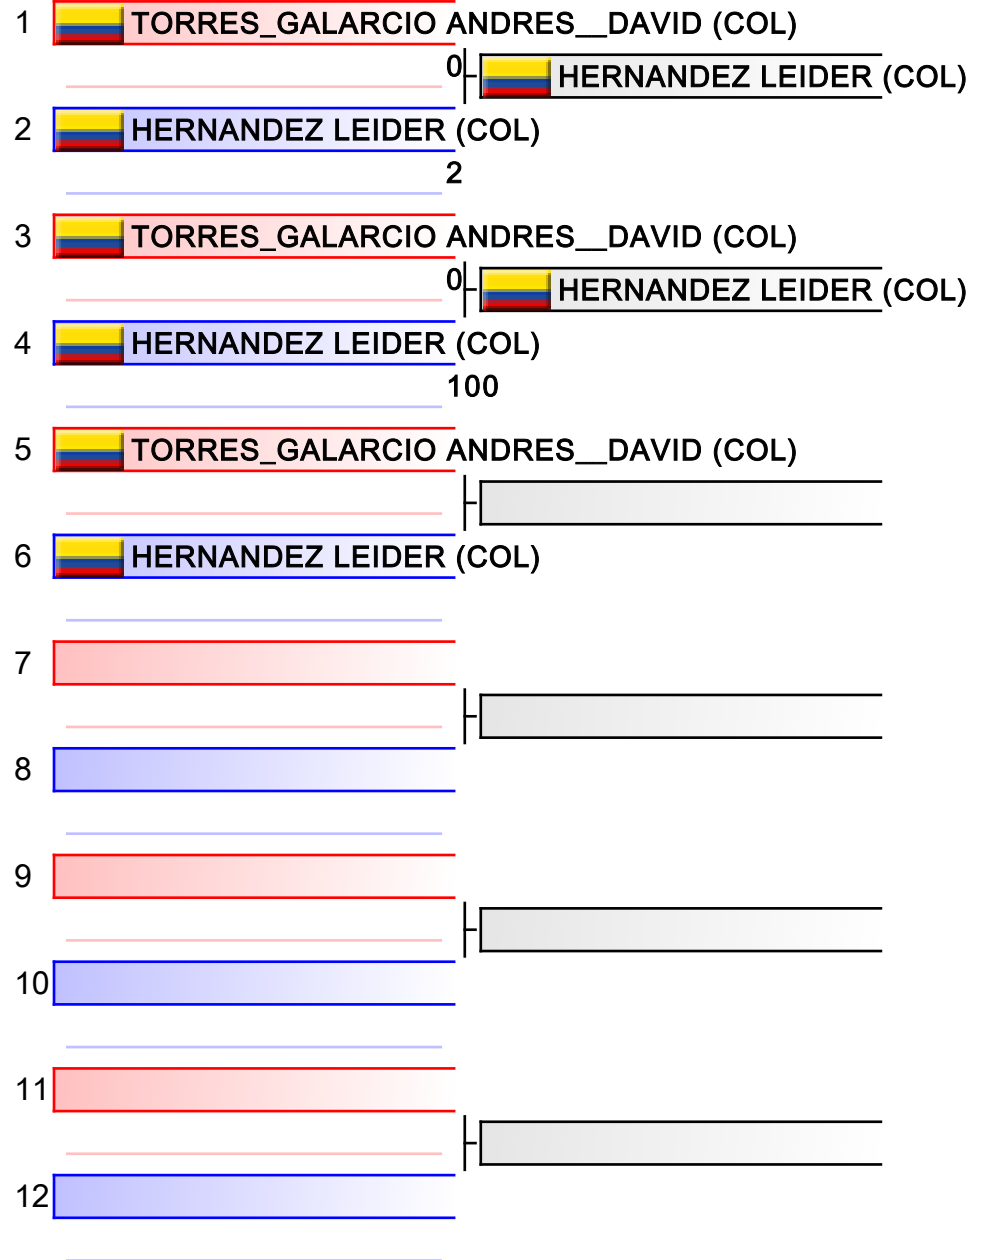 1 TORRES_GALARCIO ANDRES__DAVID (COL)
0 HERNANDEZ LEIDER (COL)
2 HERNANDEZ LEIDER (COL)
2
3 TORRES_GALARCIO ANDRES__DAVID (COL)
0 HERNANDEZ LEIDER (COL)
4 HERNANDEZ LEIDER (COL)
100
5 TORRES_GALARCIO ANDRES__DAVID (COL)
6 HERNANDEZ LEIDER (COL)
7
8
9
10
11
12